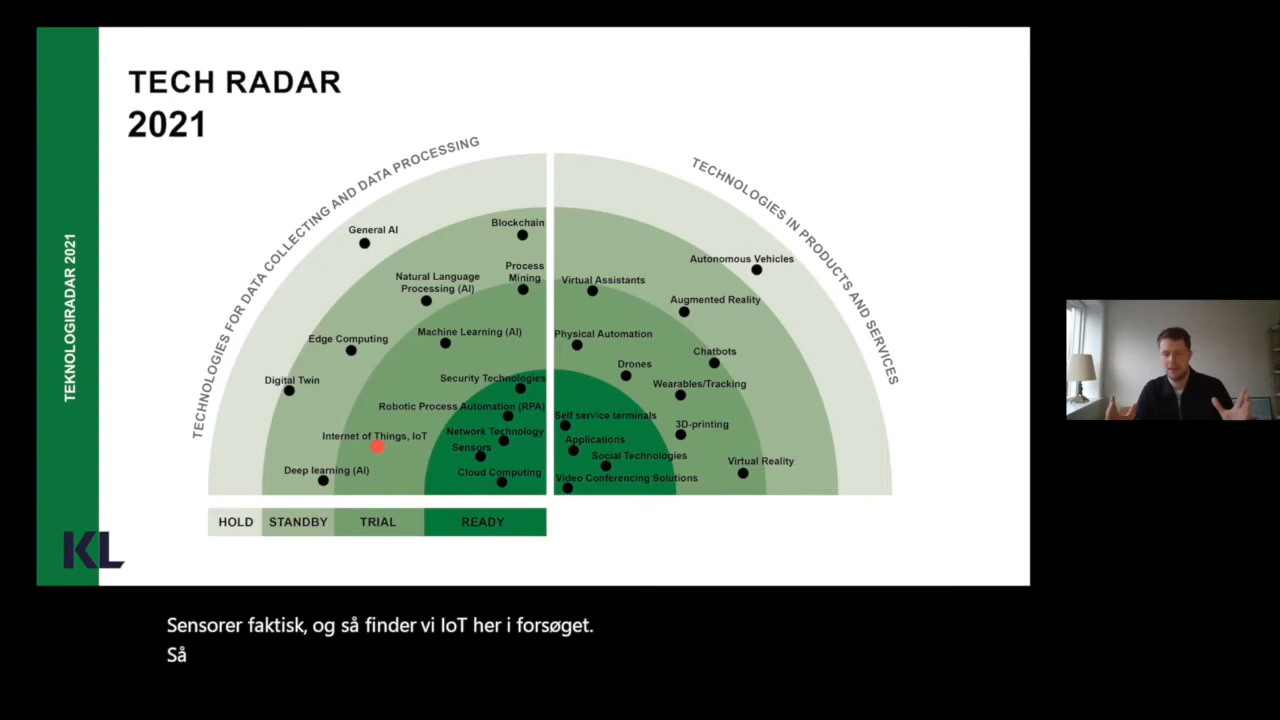 TECH RADAR
2021
TEKNOLOGIRADAR 2021
TECHNOLOGIES FOR DATA COLLECTING AND DATA PROCESSING
TECHNOLOGIES IN PRODUCTS AND SERVICES
General AI
Blockchain
Natural Language
Processing (AI)
Process
Mining
Edge Computing
Machine Learning (AI)
Digital Twin
Security Technologies
Robotic Process Automation (RPA)
Internet of Things, IoT
Network Technology
Sensors
Deep learning (AI)
Cloud Computing
Autonomous Vehicles
Virtual Assistants
Augmented Reality
Physical Automation
Chatbots
Drones
Wearables/Tracking
Self service terminals
3D-printing
Applications
Social Technologies
Virtual Reality
Video Conferencing Solutions
HOLD
STANDBY
TRIAL
READY
KL
Sensorer faktisk, og så finder vi IoT her i forsøget.
Så